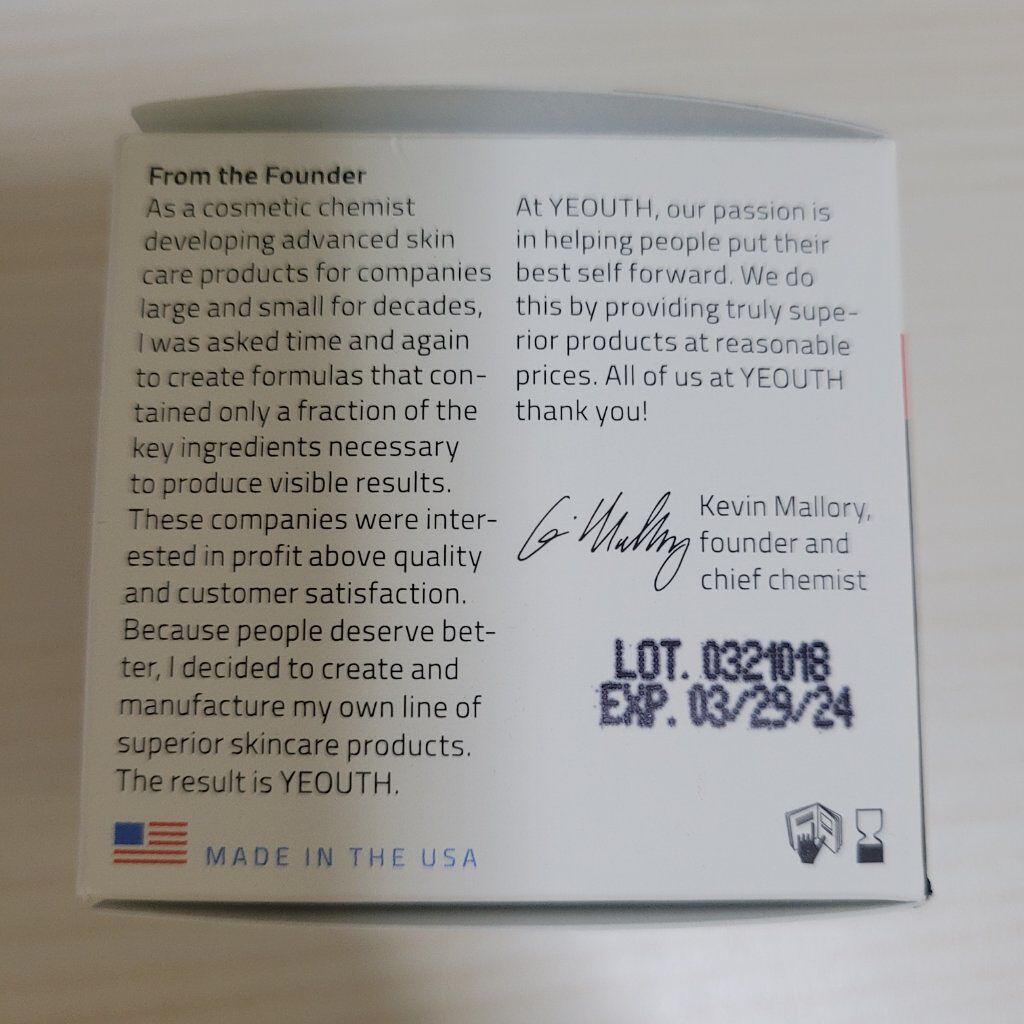 From the Founder
As a cosmetic chemist
developing advanced skin
care products for companies
large and small for decades,
I was asked time and again
to create formulas that con-
tained only a fraction of the
key ingredients necessary
to produce visible results.
These companies were inter-
ested in profit above quality
and customer satisfaction.
Because people deserve bet-
ter, I decided to create and
manufacture my own line of
superior skincare products.
The result is YEOUTH.
MADE IN THE USA
At YEOUTH, our passion is
in helping people put their
best self forward. We do
this by providing truly supe-
rior products at reasonable
prices. All of us at YEOUTH
thank you!
Kevin Mallory,
founder and
chief chemist
LOT. 0321018
EXP. 03/29/24